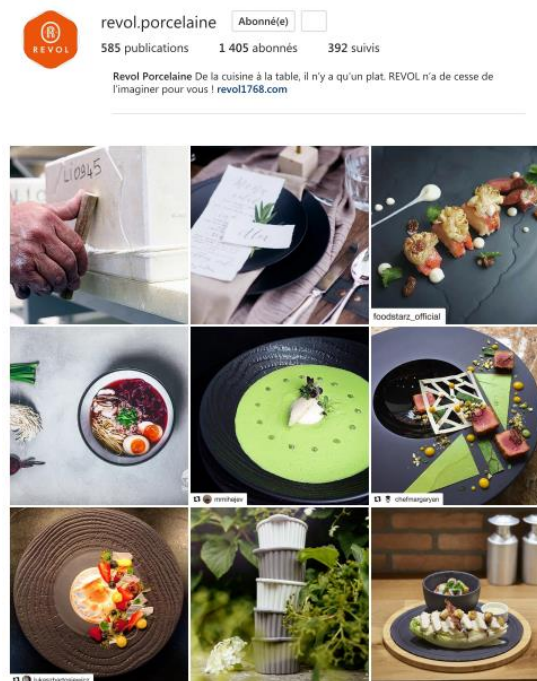 revol.porcelaine Abonné(e)
REVOL
585 publications 1 405 abonnés 392 suivis
Revol Porcelaine De la cuisine à la table, il n'y a qu'un plat. REVOL n'a de cesse de
l'imaginer pour vous ! revol1768.com
LI0945
foodstarz_official
mmihajav
chefmargaryan